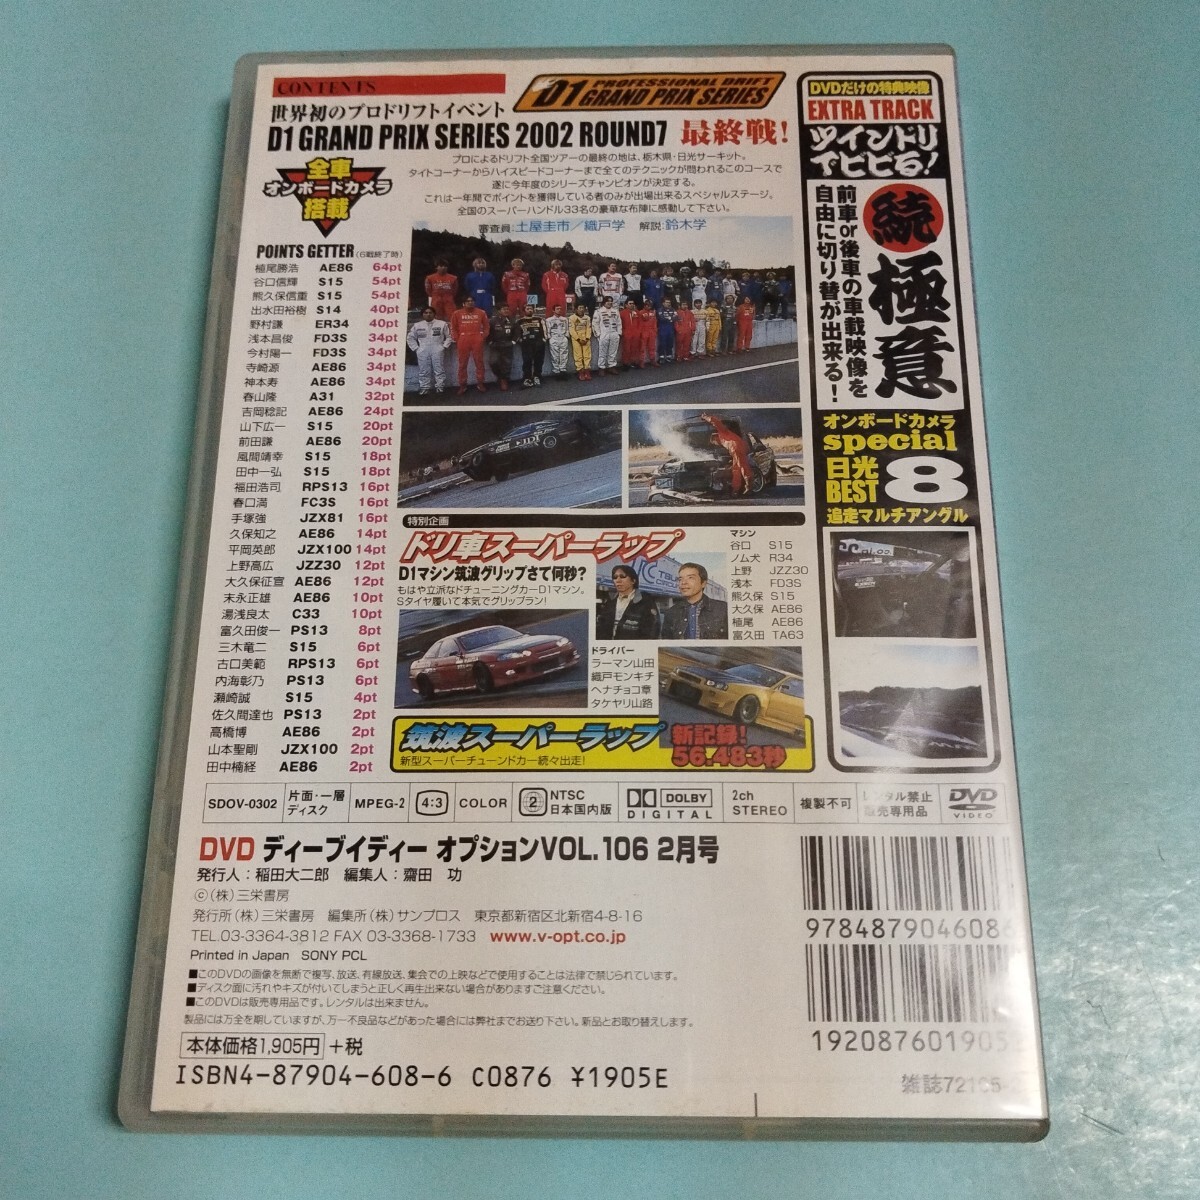 CONTENTS
世界初のプロドリフトイベント
D1 PROFESSIONAL DRIFT
GRAND PRIX SERIES
D1 GRAND PRIX SERIES 2002 ROUND7 最終戦!
全車
オンボードカメラ
搭載
プロによるドリフト全国ツアーの最終の地は、栃木県・日光サーキット。
タイトコーナーからハイスピードコーナーまで全てのテクニックが問われるこのコースで
遂に今年度のシリーズチャンピオンが決定する。
これは一年間でポイントを獲得している者のみが出場出来るスペシャルステージ。
全国のスーパーハンドル33名の豪華な布陣に感動して下さい。
審査員:土屋圭市/織戸学 解説:鈴木学
POINTS GETTER (6戦終了時)
植尾勝浩 AE86 64pt
谷口信輝 S15 54pt
熊久保信重 S15 54pt
出水田裕樹 S14 40pt
野村謙 ER34 40pt
浅本昌俊 FD3S 34pt
今村陽一 FD3S 34pt
寺崎源 AE86 34pt
神本寿 AE86 34pt
春山隆 A31 32pt
吉岡稔記 AE86 24pt
山下広一 S15 20pt
前田謙 AE86 20pt
風間靖幸 S15 18pt
田中一弘 S15 18pt
福田浩司 RPS13 16pt
春口満 FC3S 16pt
手塚強 JZX81 16pt
久保知之 AE86 14pt
平岡英郎 JZX100 14pt
上野高広 JZZ30 12pt
大久保征宣 AE86 12pt
末永正雄 AE86 10pt
湯浅良太 C33 10pt
富久田俊一 PS13 8pt
三木竜二 S15 6pt
古口美範 RPS13 6pt
内海彰乃 PS13 6pt
瀬崎誠 S15 4pt
佐久間達也 PS13 2pt
高橋博 AE86 2pt
山本聖剛 JZX100 2pt
田中楠経 AE86 2pt
特別企画
ドリ車スーパーラップ
D1マシン筑波グリップさて何秒?
もはや立派なドチューニングカーD1マシン。
Sタイヤ履いて本気でグリップラン!
マシン
谷口 S15
ノム犬 R34
上野 JZZ30
浅本 FD3S
熊久保 S15
大久保 AE86
植尾 AE86
富久田 TA63
ドライバー
ラーマン山田
織戸モンキチ
ヘナチョコ章
タケヤリ山路
筑波スーパーラップ
新型スーパーチューンドカー続々出走!
新記録!
56.483秒
DVDだけの特典映像
EXTRA TRACK
ツインドリ
でビビる!
続極意
前車or後車の車載映像を
自由に切り替が出来る!
オンボードカメラ
special
日光
BEST 8
追走マルチアングル
SDOV-0302 片面・一層ディスク MPEG-2 4:3 COLOR 2 NTSC 日本国内版 DOLBY DIGITAL 2ch STEREO 複製不可 レンタル禁止 販売専用品 DVD VIDEO
DVD ディーブイディー オプションVOL.106 2月号
発行人:稲田大二郎 編集人:齋田 功
©(株)三栄書房
発行所(株)三栄書房 編集所(株)サンプロス 東京都新宿区北新宿4-8-16
TEL.03-3364-3812 FAX 03-3368-1733 www.v-opt.co.jp
Printed in Japan SONY PCL
■このDVDの画像を無断で複写、放送、有線放送、集会での上映などで使用することは法律で禁じられています。
■ディスク面に汚れやキズが付いてしまうと正しく再生出来ない場合がありますご注意ください。
■このDVDは販売専用品です。レンタルは出来ません。
製品には万全を期していますが、万一不良品などがあった場合には弊社までお送り下さい。新品とお取り替えします。
本体価格1,905円+税
ISBN4-87904-608-6 C0876 ¥1905E
9784879046086
192087601905
雑誌72105-